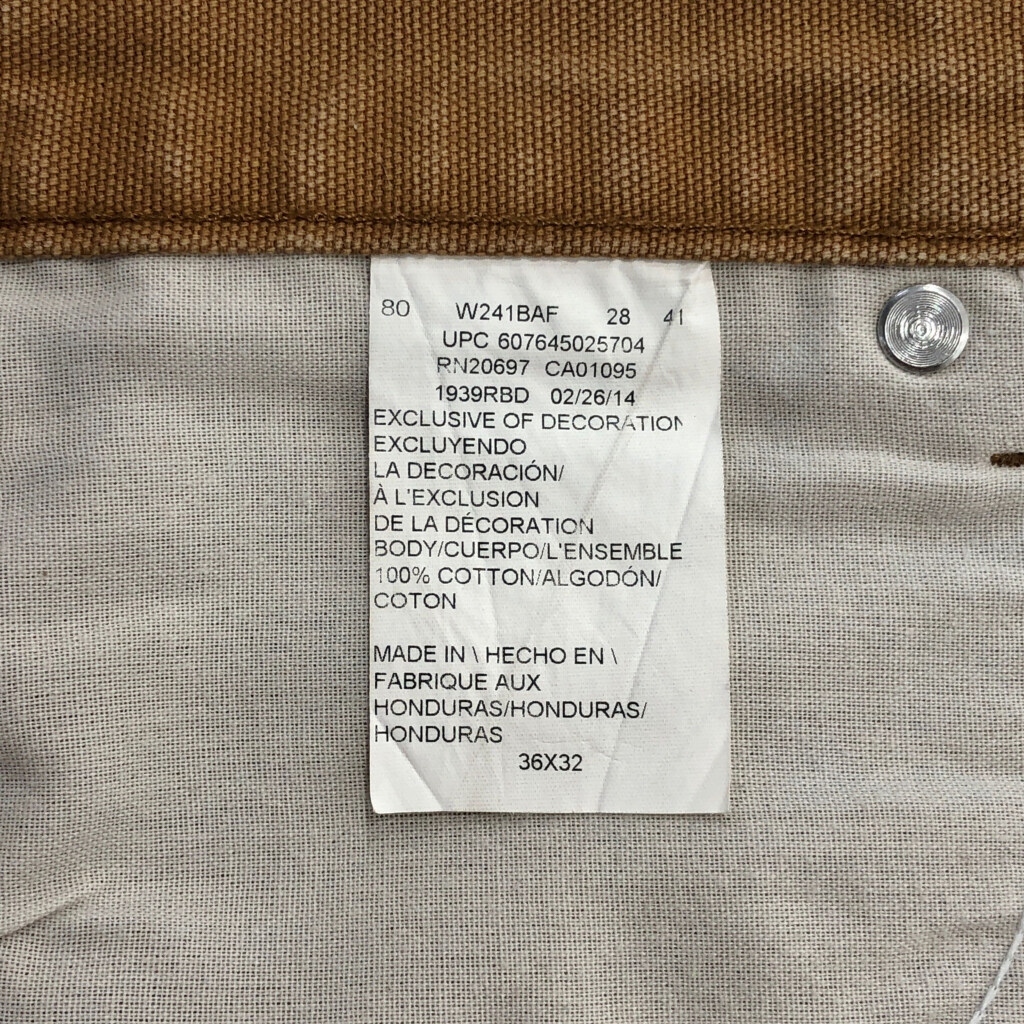 80 W241BAF 28 41
UPC 607645025704
RN20697 CA01095
1939RBD 02/26/14
EXCLUSIVE OF DECORATION
EXCLUYENDO
LA DECORACIÓN/
À L'EXCLUSION
DE LA DÉCORATION
BODY/CUERPO/L'ENSEMBLE
100% COTTON/ALGODÓN/
COTON
MADE IN \ HECHO EN \
FABRIQUE AUX
HONDURAS/HONDURAS/
HONDURAS
36X32